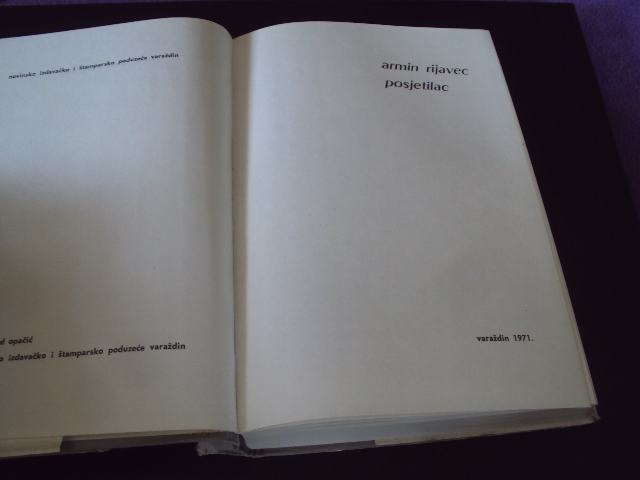 novinsko izdavačko i štamparsko poduzeće varaždin
d opačić
o izdavačko i štamparsko poduzeće varaždin
armin rijavec
posjetilac
varaždin 1971.